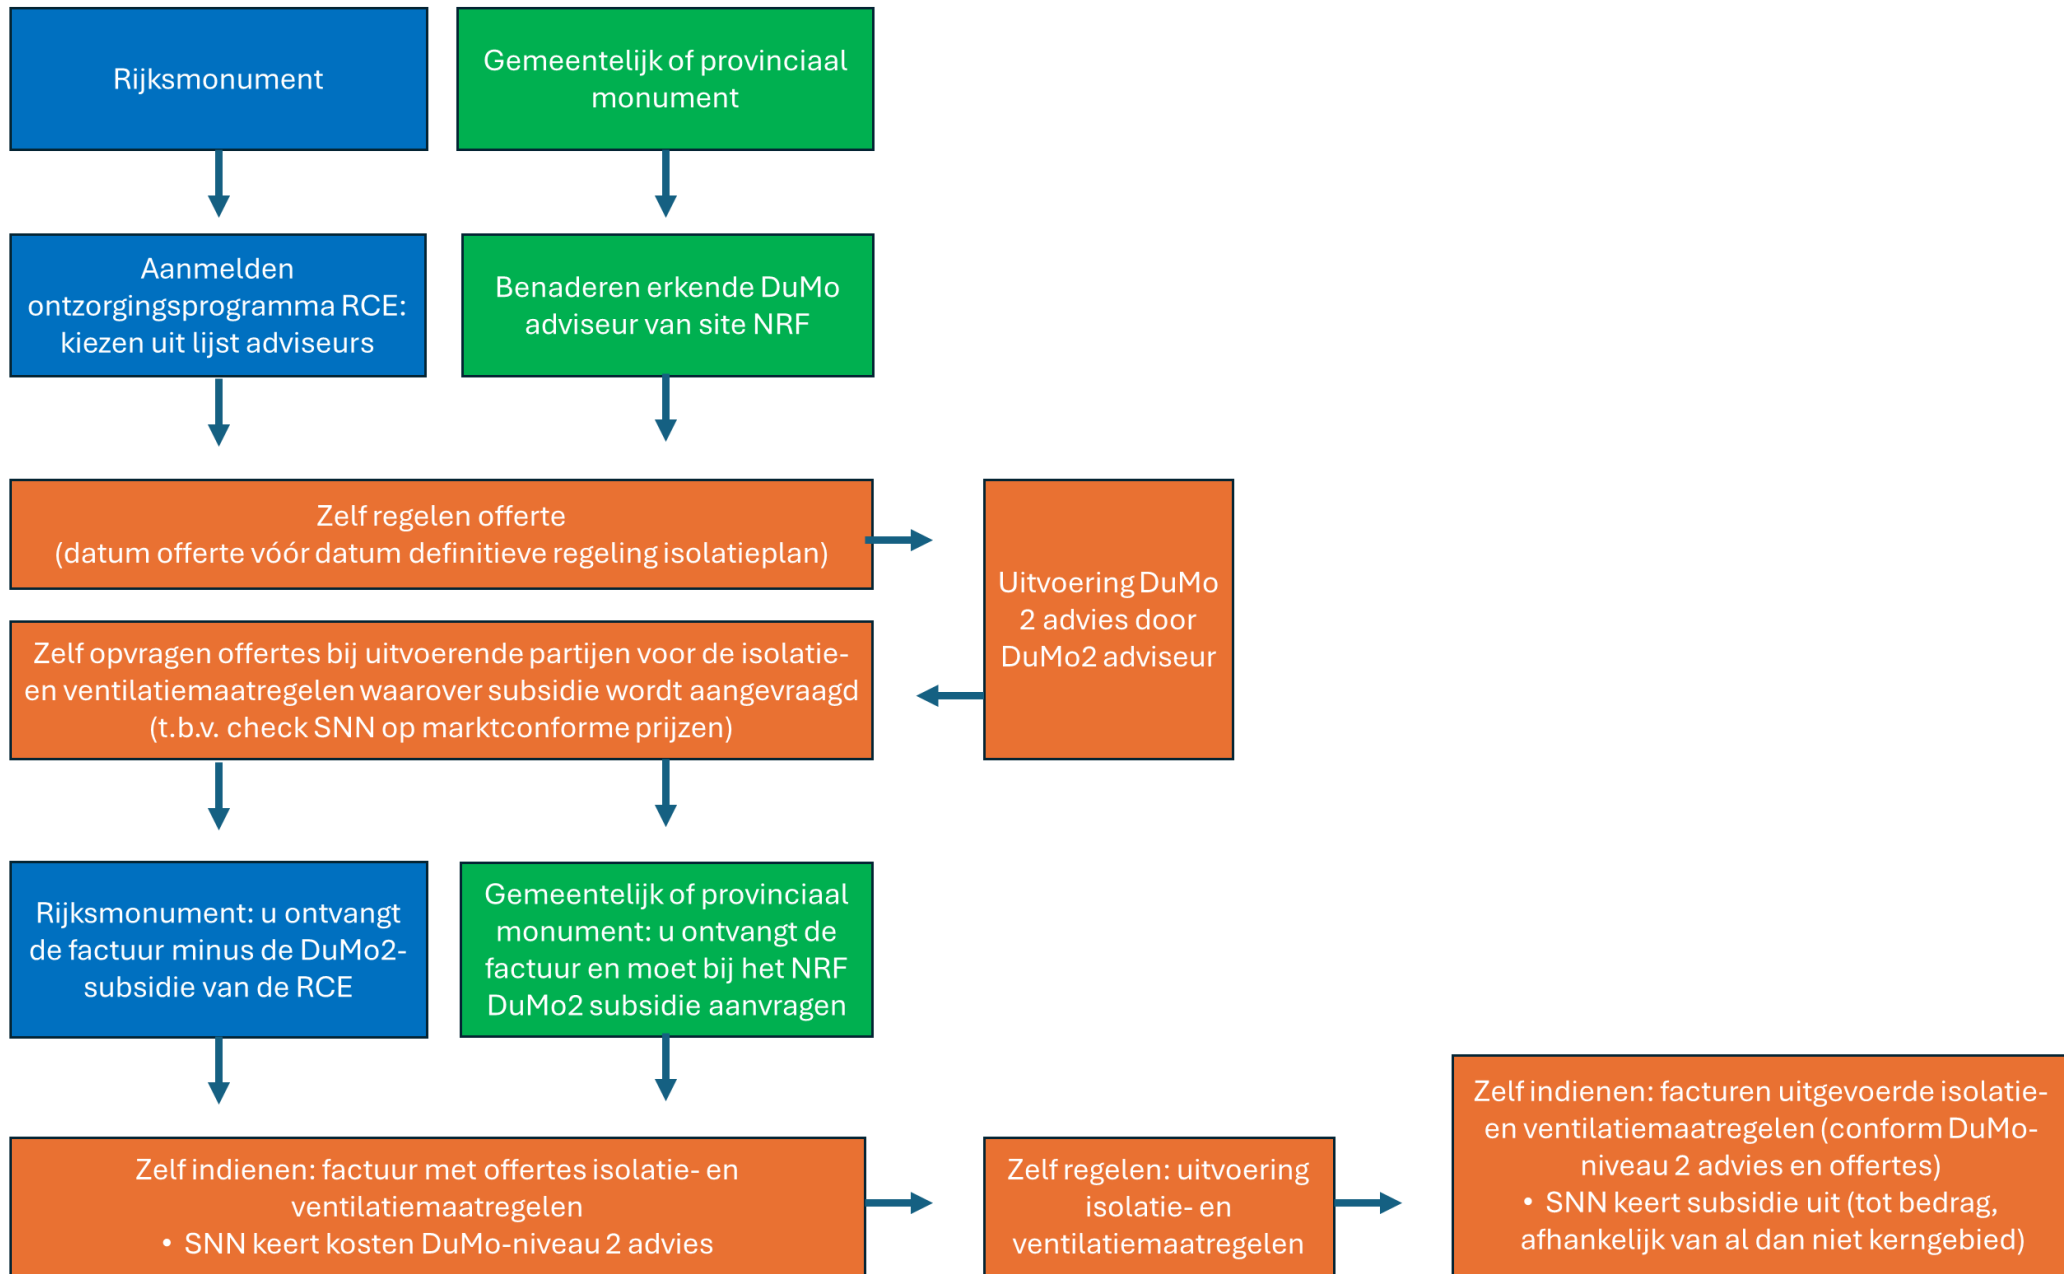 Rijksmonument
Gemeentelijk of provinciaal
monument
Aanmelden
ontzorgingsprogramma RCE:
kiezen uit lijst adviseurs
Benaderen erkende DuMo
adviseur van site NRF
Zelf regelen offerte
(datum offerte vóór datum definitieve regeling isolatieplan)
Uitvoering DuMo
2 advies door
DuMo2 adviseur
Zelf opvragen offertes bij uitvoerende partijen voor de isolatie-
en ventilatiemaatregelen waarover subsidie wordt aangevraagd
(t.b.v. check SNN op marktconforme prijzen)
Rijksmonument: u ontvangt
de factuur minus de DuMo2-
subsidie van de RCE
Gemeentelijk of provinciaal
monument: u ontvangt de
factuur en moet bij het NRF
DuMo2 subsidie aanvragen
Zelf indienen: factuur met offertes isolatie- en
ventilatiemaatregelen
• SNN keert kosten DuMo-niveau 2 advies
Zelf regelen: uitvoering
isolatie- en
ventilatiemaatregelen
Zelf indienen: facturen uitgevoerde isolatie-
en ventilatiemaatregelen (conform DuMo-
niveau 2 advies en offertes)
• SNN keert subsidie uit (tot bedrag,
afhankelijk van al dan niet kerngebied)